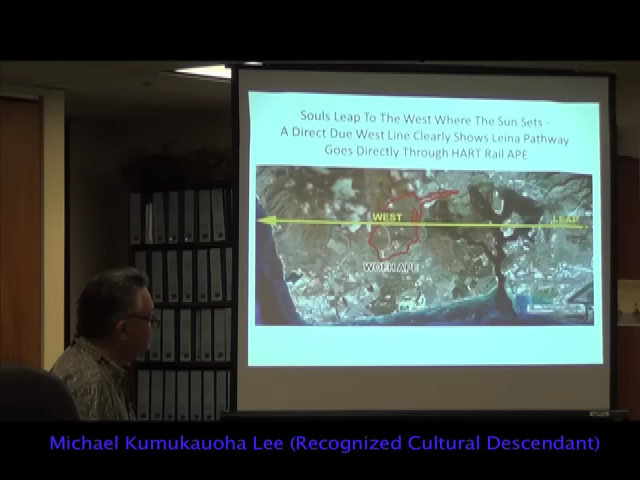 Souls Leap To The West Where The Sun Sets -
A Direct Due West Line Clearly Shows Leina Pathway
Goes Directly Through HART Rail APE
WEST
LEAP
WOFH APE
Michael Kumukauoha Lee (Recognized Cultural Descendant)